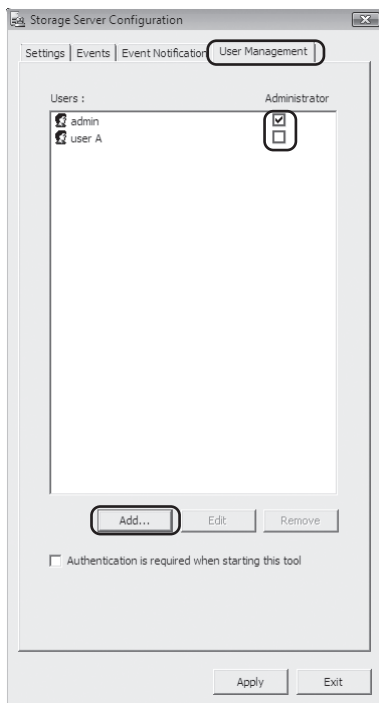 Storage Server Configuration
Settings Events Event Notification User Management
Users : Administrator
admin
user A
Add... Edit Remove
Authentication is required when starting this tool
Apply Exit